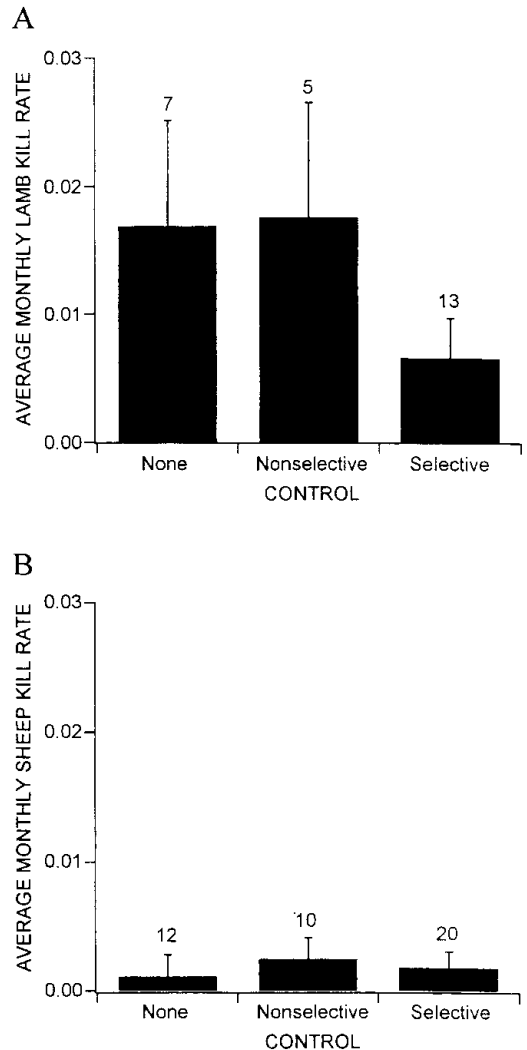 A
AVERAGE MONTHLY LAMB KILL RATE
0.03
0.02
0.01
0.00
7
5
13
None
Nonselective
Selective
CONTROL
B
AVERAGE MONTHLY SHEEP KILL RATE
0.03
0.02
0.01
0.00
12
10
20
None
Nonselective
Selective
CONTROL